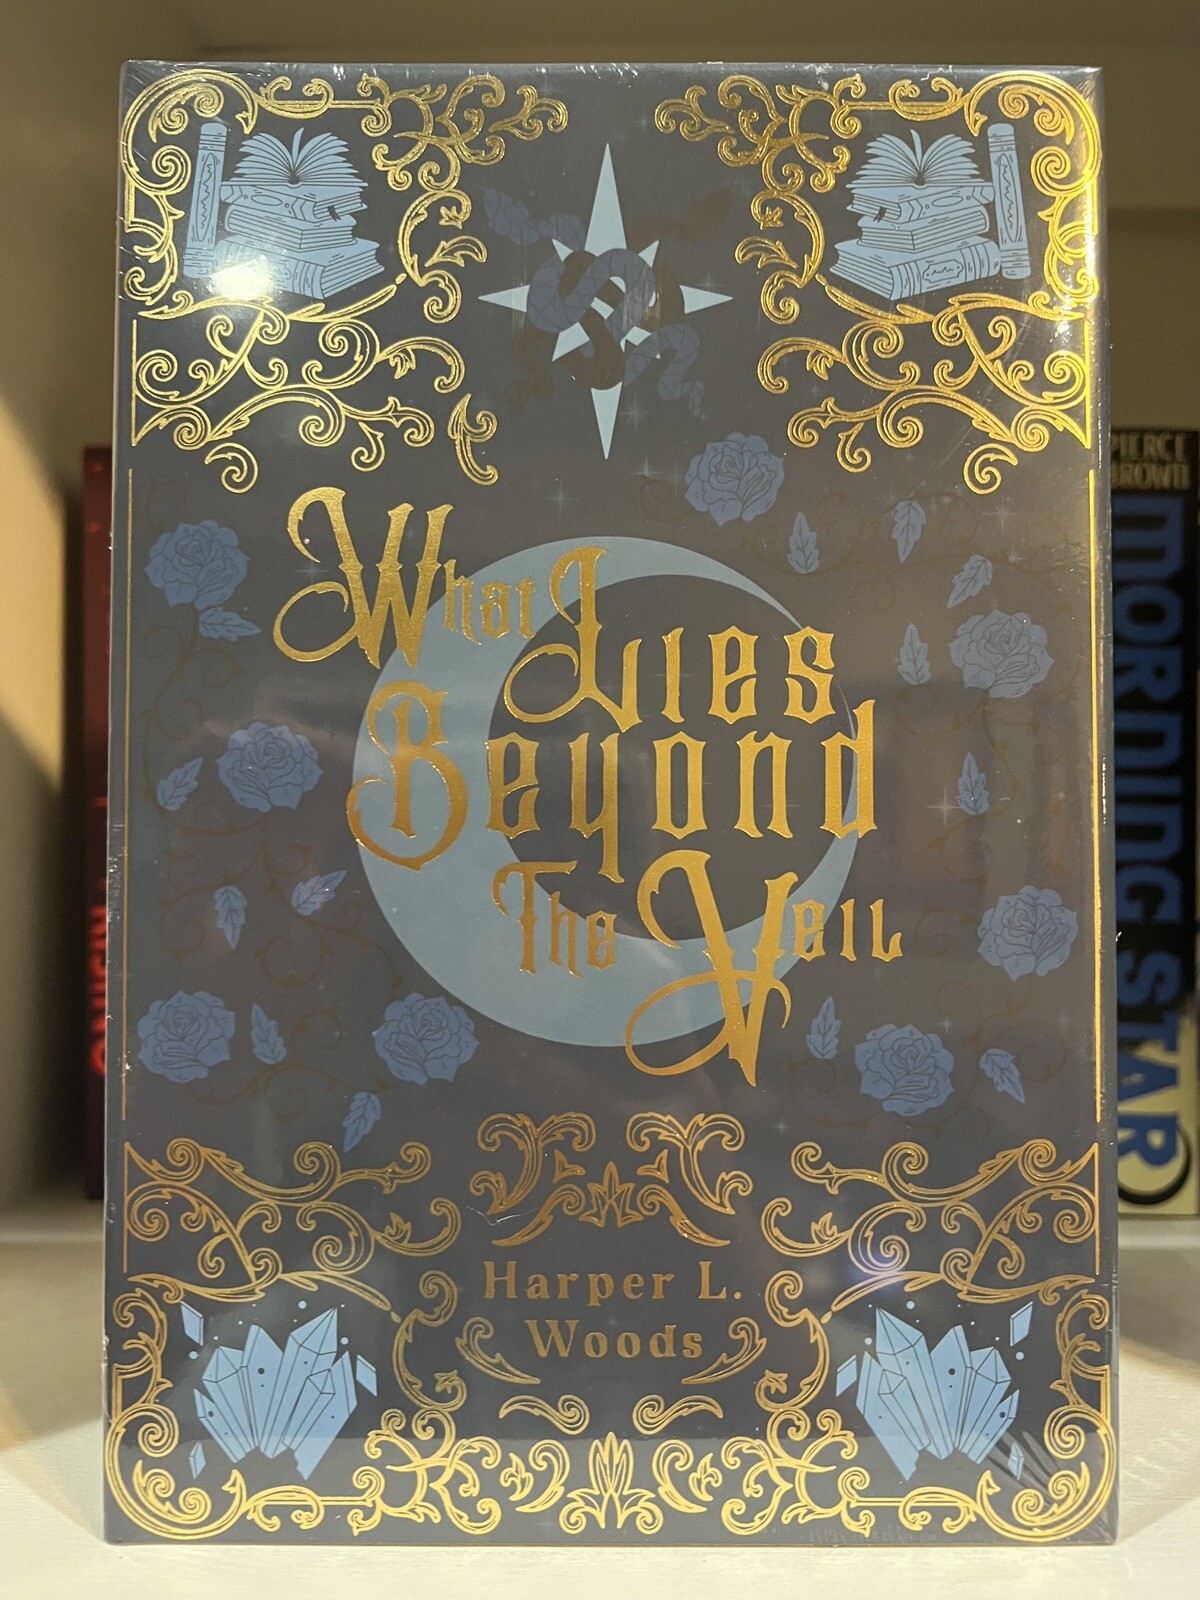 What Lies
Beyond
The Veil
Harper L.
Woods
PIERCE
BROWN
MORNING STAR